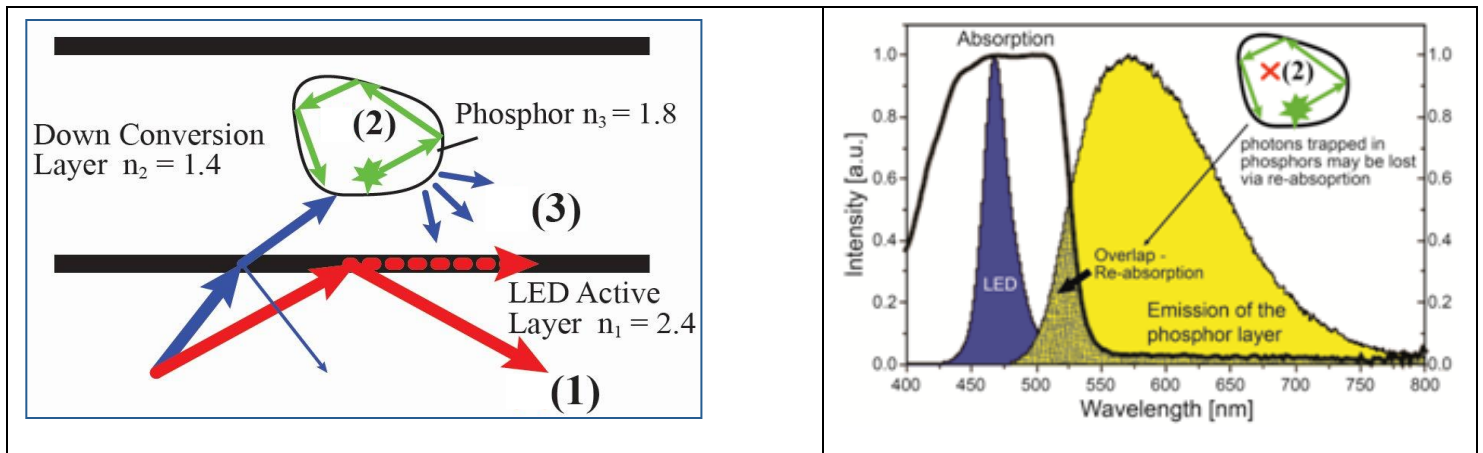 Phosphor n₃ = 1.8
(2)
Down Conversion
Layer n₂ = 1.4
(3)
LED Active
Layer n₁ = 2.4
(1)
Absorption
1.0
0.8
0.6
0.4
0.2
0.0
Intensity [a.u.]
LED
(2)
photons trapped in
phosphors may be lost
via re-absoprtion
Overlap -
Re-absorption
Emission of the
phosphor layer
1.0
0.8
0.6
0.4
0.2
0.0
400 450 500 550 600 650 700 750 800
Wavelength [nm]